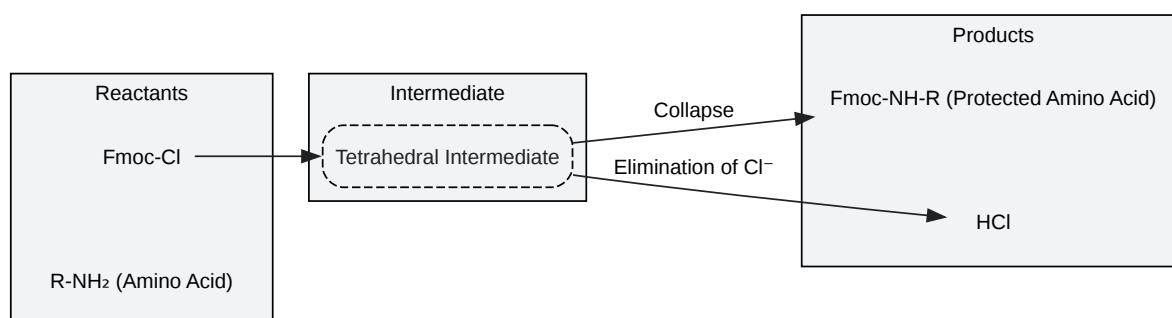 Reactants
Fmoc-Cl
R-NH₂ (Amino Acid)
Intermediate
Tetrahedral Intermediate
Collapse
Elimination of Cl⁻
Products
Fmoc-NH-R (Protected Amino Acid)
HCl